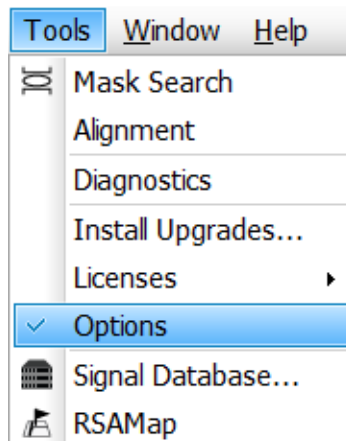 Tools Window Help
Mask Search
Alignment
Diagnostics
Install Upgrades...
Licenses
Options
Signal Database...
RSAMap